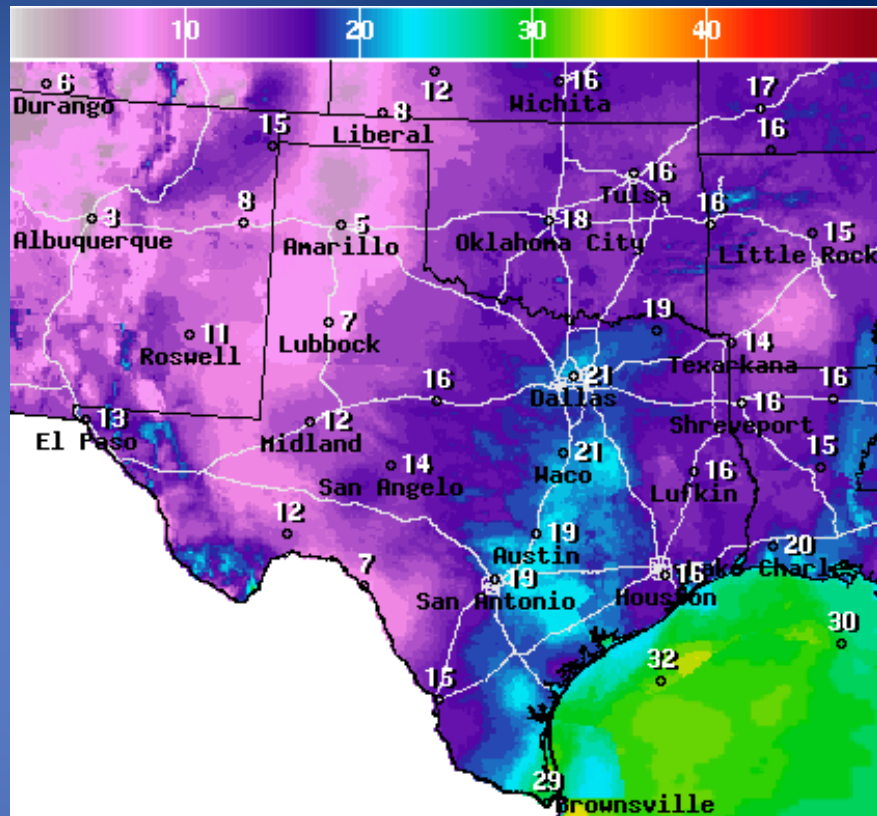 10 20 30 40
6
Durango
12
16
Wichita
8
Liberal
17
15
16
16
Tulsa
3
Albuquerque
8
5
Amarillo
18
Oklahoma City
16
15
Little Rock
11
Roswell
7
Lubbock
19
14
Texarkana
21
Dallas
16
13
El Paso
12
Midland
16
Shreveport
16
14
San Angelo
21
Waco
16
Lufkin
15
12
19
Austin
20
Lake Charles
7
19
San Antonio
16
Houston
30
32
15
29
Brownsville